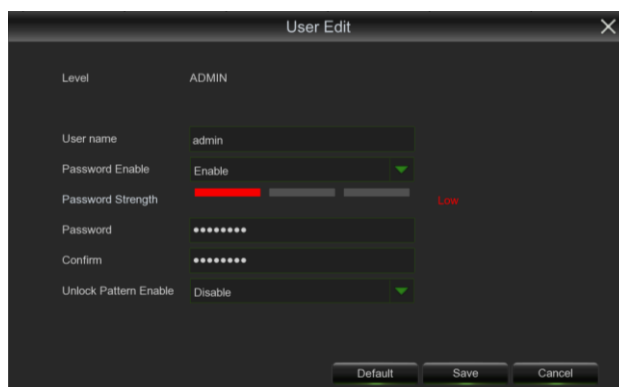 User Edit
Level ADMIN
User name admin
Password Enable Enable
Password Strength Low
Password ••••••••
Confirm ••••••••
Unlock Pattern Enable Disable
Default Save Cancel